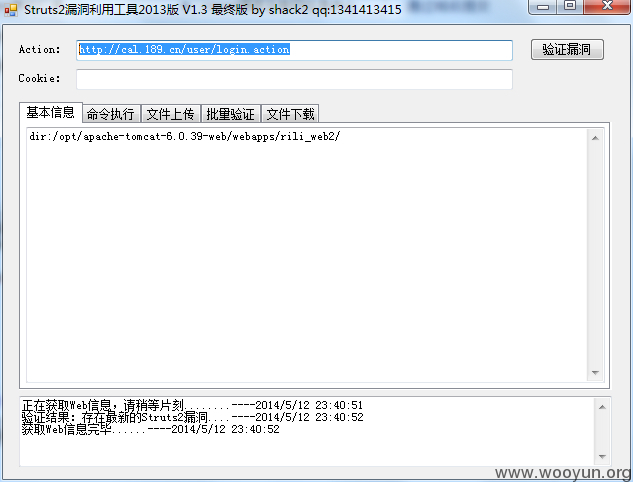 Struts2漏洞利用工具2013版 V1.3 最终版 by shack2 qq:1341413415
Action:
http://cal.189.cn/user/login.action
验证漏洞
Cookie:
基本信息 命令执行 文件上传 批量验证 文件下载
dir:/opt/apache-tomcat-6.0.39-web/webapps/rili_web2/
正在获取Web信息，请稍等片刻........----2014/5/12 23:40:51
验证结果：存在最新的Struts2漏洞....----2014/5/12 23:40:52
获取Web信息完毕......----2014/5/12 23:40:52
www.wooyun.org